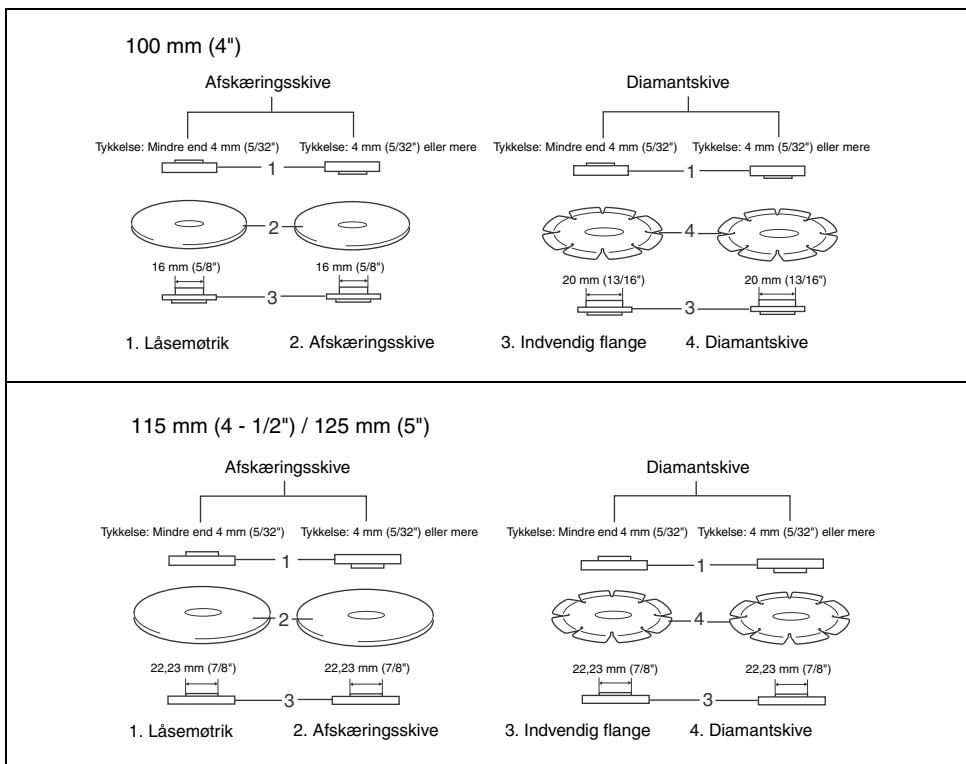 100 mm (4")
Afskæringsskive Diamantskive
Tykkelse: Mindre end 4 mm (5/32") Tykkelse: 4 mm (5/32") eller mere Tykkelse: Mindre end 4 mm (5/32") Tykkelse: 4 mm (5/32") eller mere
1 1
2 4
16 mm (5/8") 16 mm (5/8") 20 mm (13/16") 20 mm (13/16")
3 3
1. Låsemøtrik 2. Afskæringsskive 3. Indvendig flange 4. Diamantskive
115 mm (4 - 1/2") / 125 mm (5")
Afskæringsskive Diamantskive
Tykkelse: Mindre end 4 mm (5/32") Tykkelse: 4 mm (5/32") eller mere Tykkelse: Mindre end 4 mm (5/32") Tykkelse: 4 mm (5/32") eller mere
1 1
2 4
22,23 mm (7/8") 22,23 mm (7/8") 22,23 mm (7/8") 22,23 mm (7/8")
3 3
1. Låsemøtrik 2. Afskæringsskive 3. Indvendig flange 4. Diamantskive